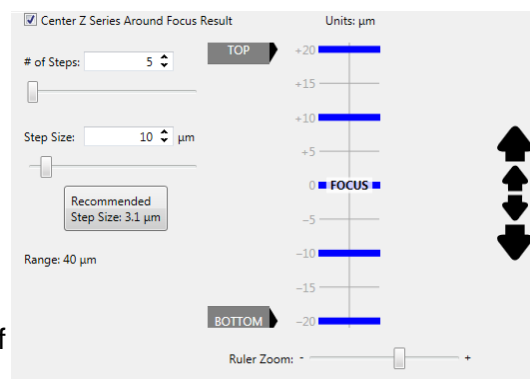 Center Z Series Around Focus Result
Units: µm
# of Steps: 5
TOP
+20
+15
+10
Step Size: 10 µm
+5
0 FOCUS
Recommended
Step Size: 3.1 µm
-5
Range: 40 µm
-10
-15
BOTTOM
-20
f
Ruler Zoom: - +